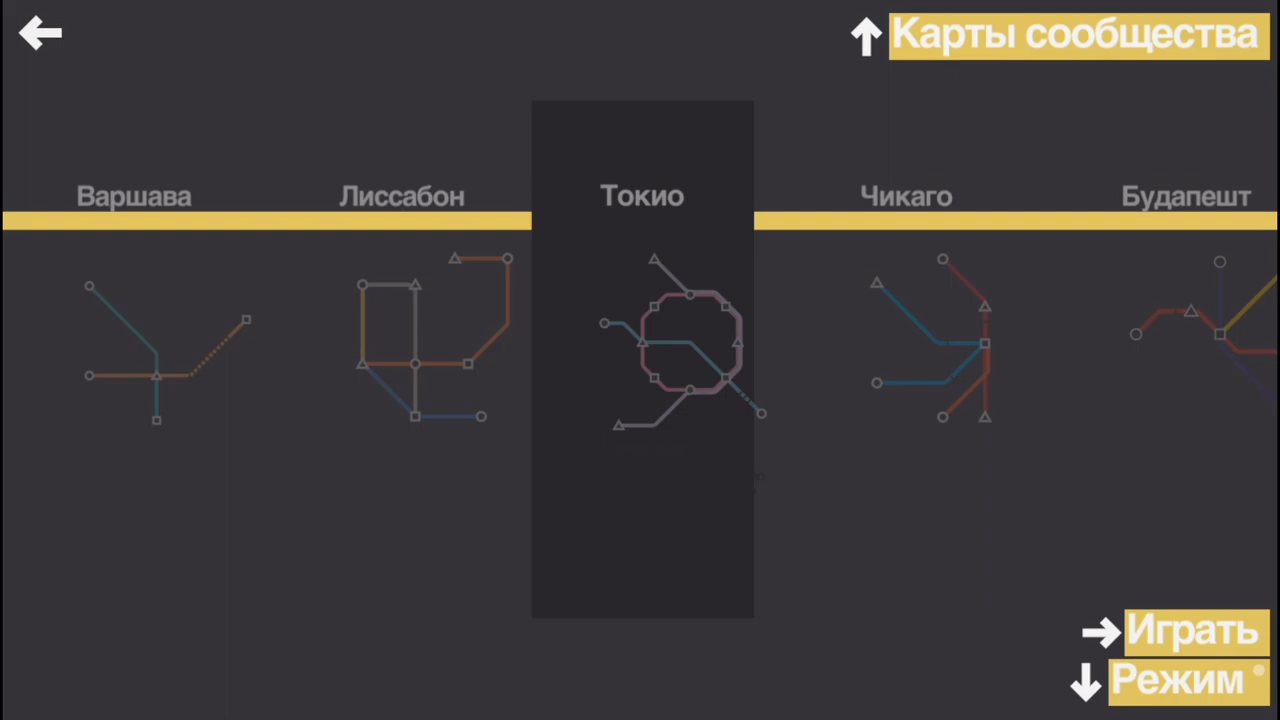 Карты сообщества
Варшава
Лиссабон
Токио
Чикаго
Будапешт
Играть
Режим